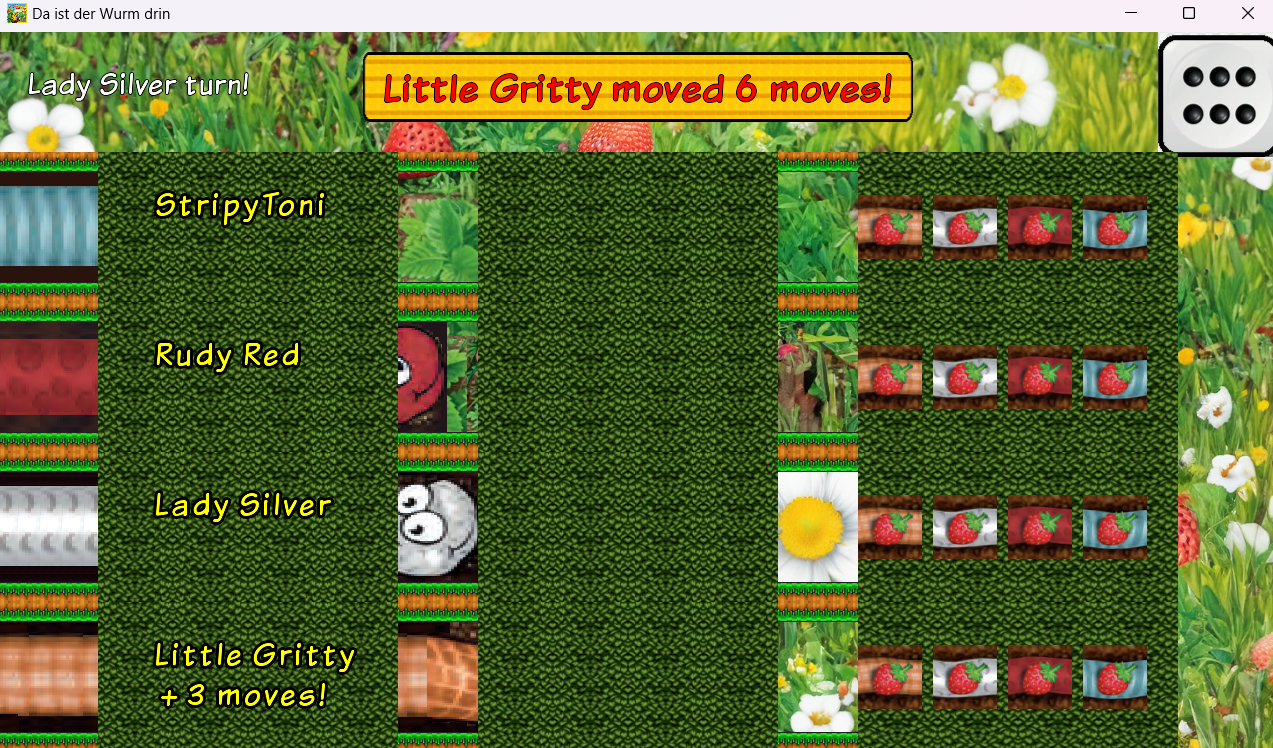 Da ist der Wurm drin
Lady Silver turn!
Little Gritty moved 6 moves!
StripyToni
Rudy Red
Lady Silver
Little Gritty
+ 3 moves!